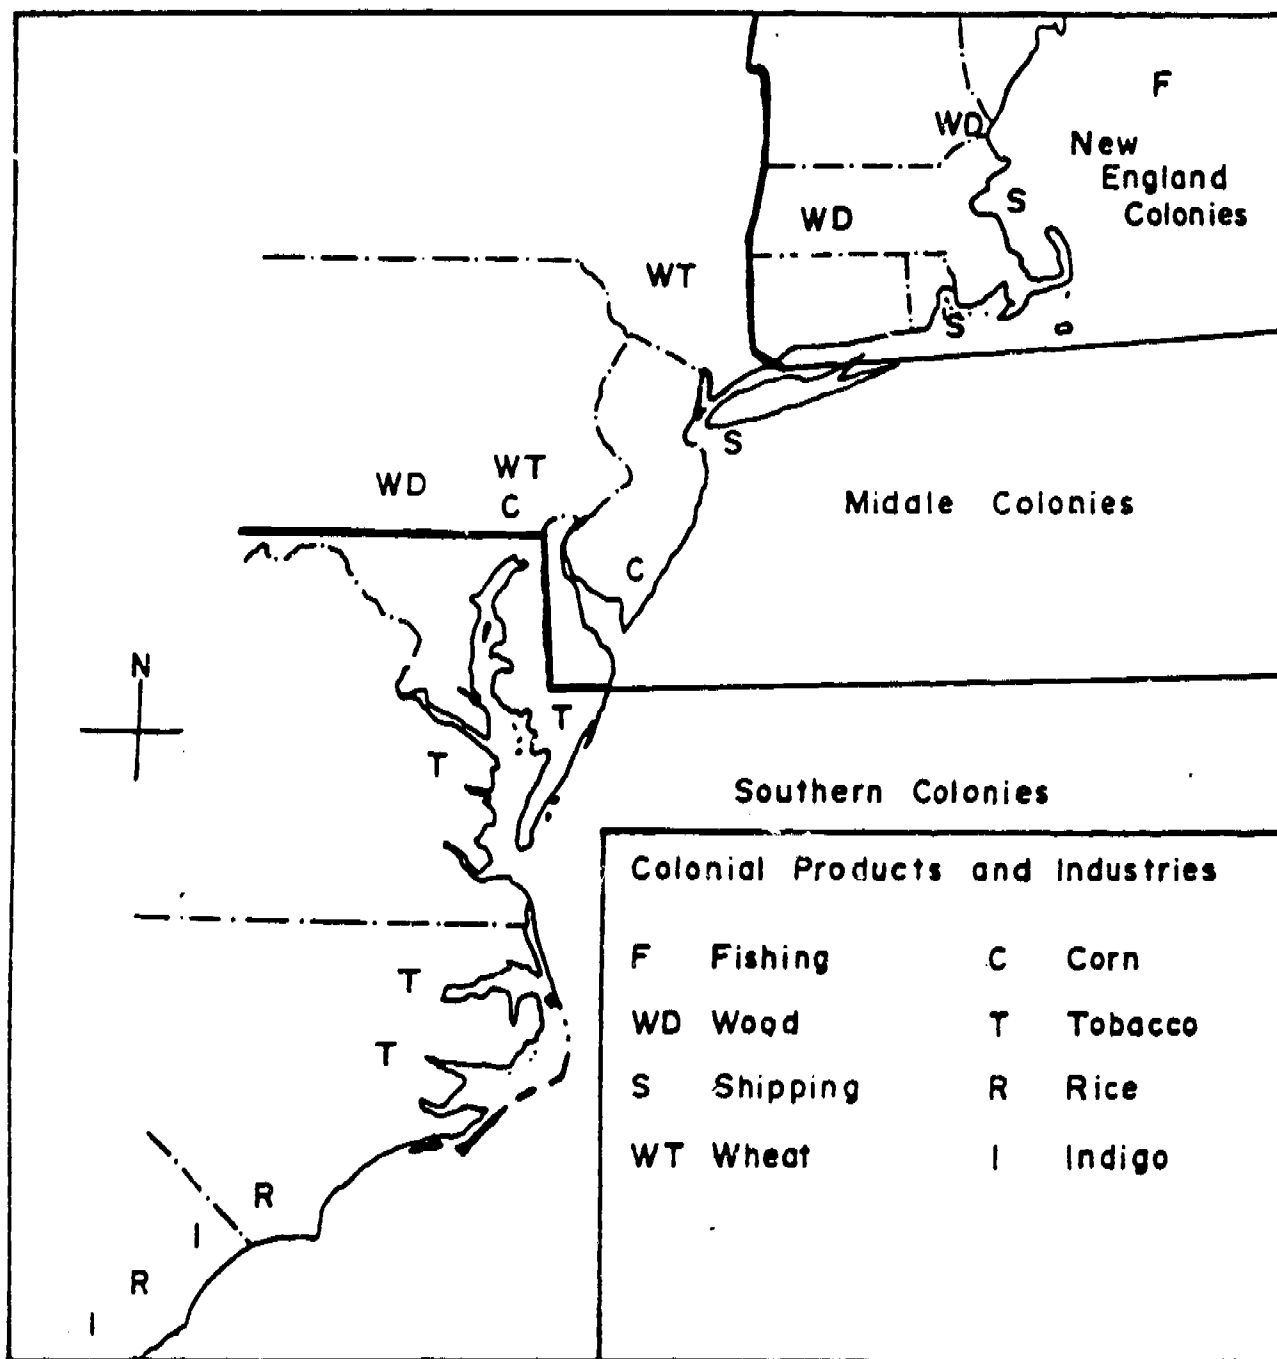 F
WD
New
England
Colonies
S
WD
WT
S
S
WT
WD
C
Middle Colonies
C
N
T
T
Southern Colonies
Colonial Products and Industries
F Fishing C Corn
WD Wood T Tobacco
S Shipping R Rice
WT Wheat I Indigo
T
T
R
I
R
I